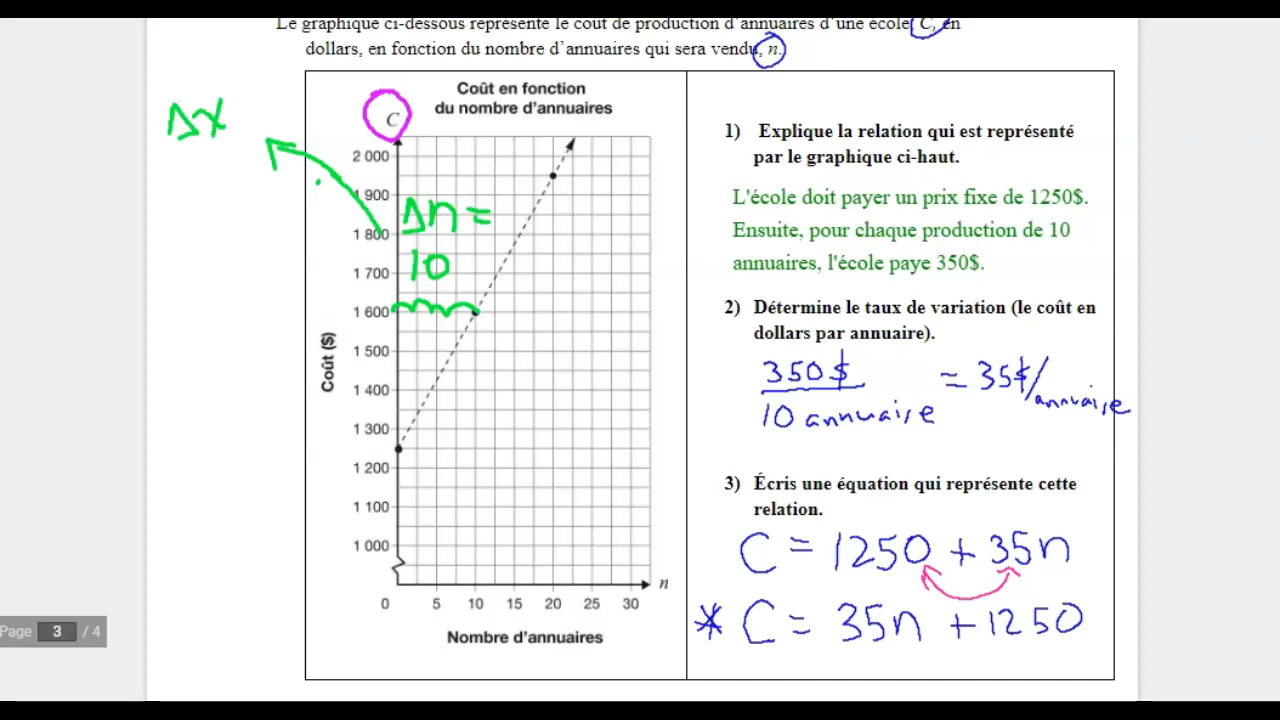 Le graphique ci-dessous représente le coût de production d'annuaires d'une école, C, en
dollars, en fonction du nombre d'annuaires qui sera vendu, n.
Δx
Coût en fonction
du nombre d'annuaires
C
2 000
1 900
1 800
1 700
1 600
1 500
1 400
1 300
1 200
1 100
1 000
Δn =
10
Coût ($)
0 5 10 15 20 25 30
n
Nombre d'annuaires
1) Explique la relation qui est représenté
par le graphique ci-haut.
L'école doit payer un prix fixe de 1250$.
Ensuite, pour chaque production de 10
annuaires, l'école paye 350$.
2) Détermine le taux de variation (le coût en
dollars par annuaire).
350 $
10 annuaire
= 35$/annuaire
3) Écris une équation qui représente cette
relation.
C = 1250 + 35n
* C = 35n + 1250
Page 3 / 4